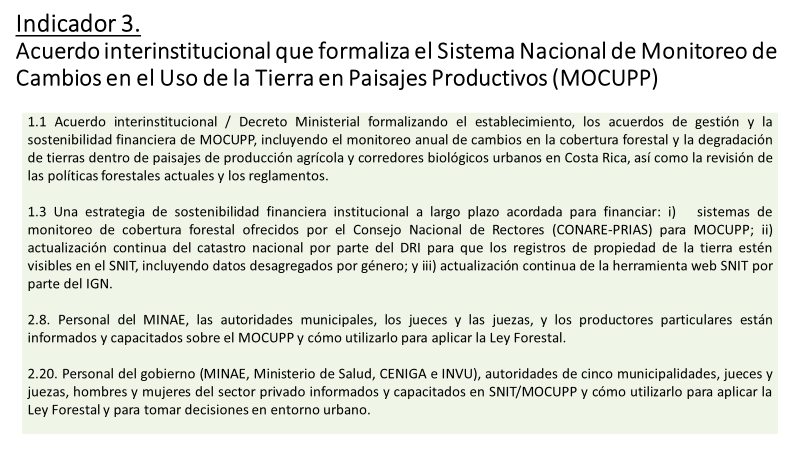 Indicador 3.
Acuerdo interinstitucional que formaliza el Sistema Nacional de Monitoreo de
Cambios en el Uso de la Tierra en Paisajes Productivos (MOCUPP)
1.1 Acuerdo interinstitucional / Decreto Ministerial formalizando el establecimiento, los acuerdos de gestión y la
sostenibilidad financiera de MOCUPP, incluyendo el monitoreo anual de cambios en la cobertura forestal y la degradación
de tierras dentro de paisajes de producción agrícola y corredores biológicos urbanos en Costa Rica, así como la revisión de
las políticas forestales actuales y los reglamentos.
1.3 Una estrategia de sostenibilidad financiera institucional a largo plazo acordada para financiar: i) sistemas de
monitoreo de cobertura forestal ofrecidos por el Consejo Nacional de Rectores (CONARE-PRIAS) para MOCUPP; ii)
actualización continua del catastro nacional por parte del DRI para que los registros de propiedad de la tierra estén
visibles en el SNIT, incluyendo datos desagregados por género; y iii) actualización continua de la herramienta web SNIT por
parte del IGN.
2.8. Personal del MINAE, las autoridades municipales, los jueces y las juezas, y los productores particulares están
informados y capacitados sobre el MOCUPP y cómo utilizarlo para aplicar la Ley Forestal.
2.20. Personal del gobierno (MINAE, Ministerio de Salud, CENIGA e INVU), autoridades de cinco municipalidades, jueces y
juezas, hombres y mujeres del sector privado informados y capacitados en SNIT/MOCUPP y cómo utilizarlo para aplicar la
Ley Forestal y para tomar decisiones en entorno urbano.